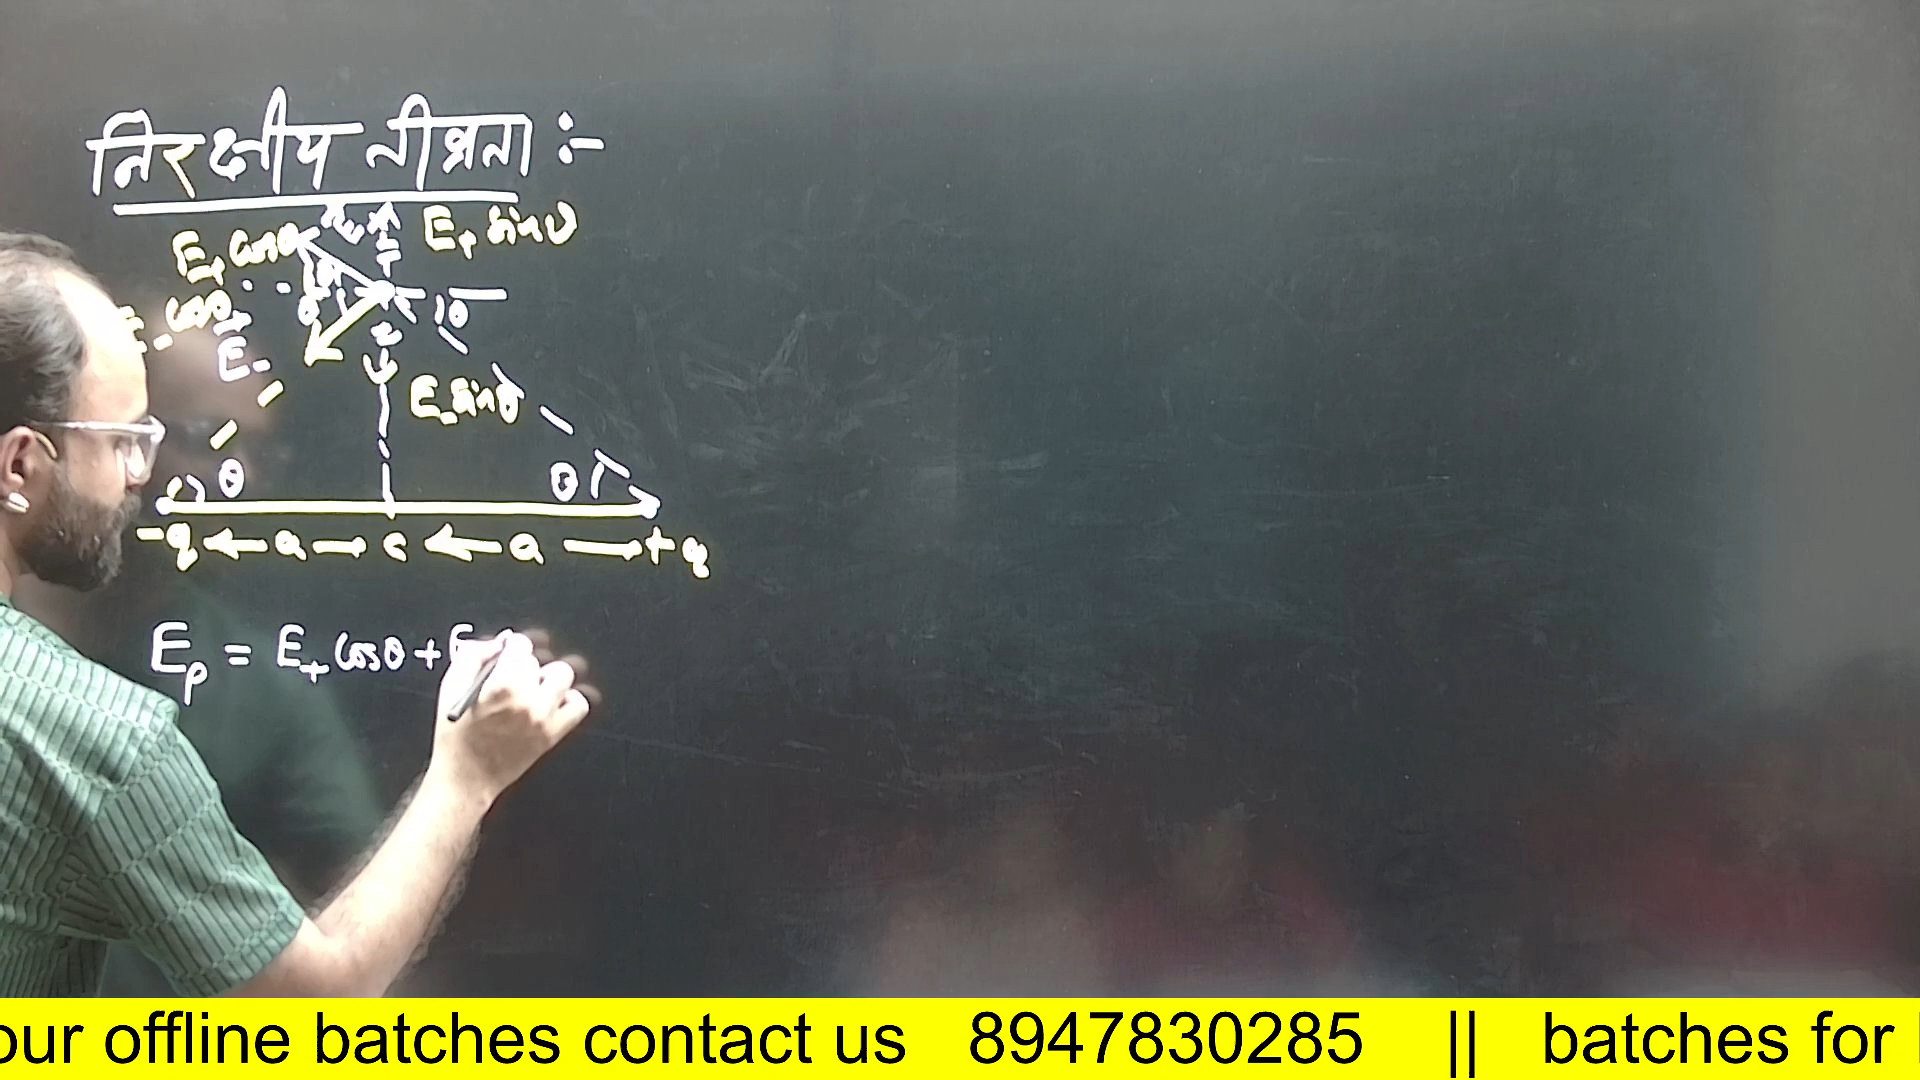 निरक्षीय तीव्रता :-
E₊ sinθ
E₊ cosθ
θ
E₋ cosθ
E₋
E₋ sinθ
θ θ
-q ← a → c ← a → +q
Eₚ = E₊ cosθ + E
our offline batches contact us 8947830285 || batches for